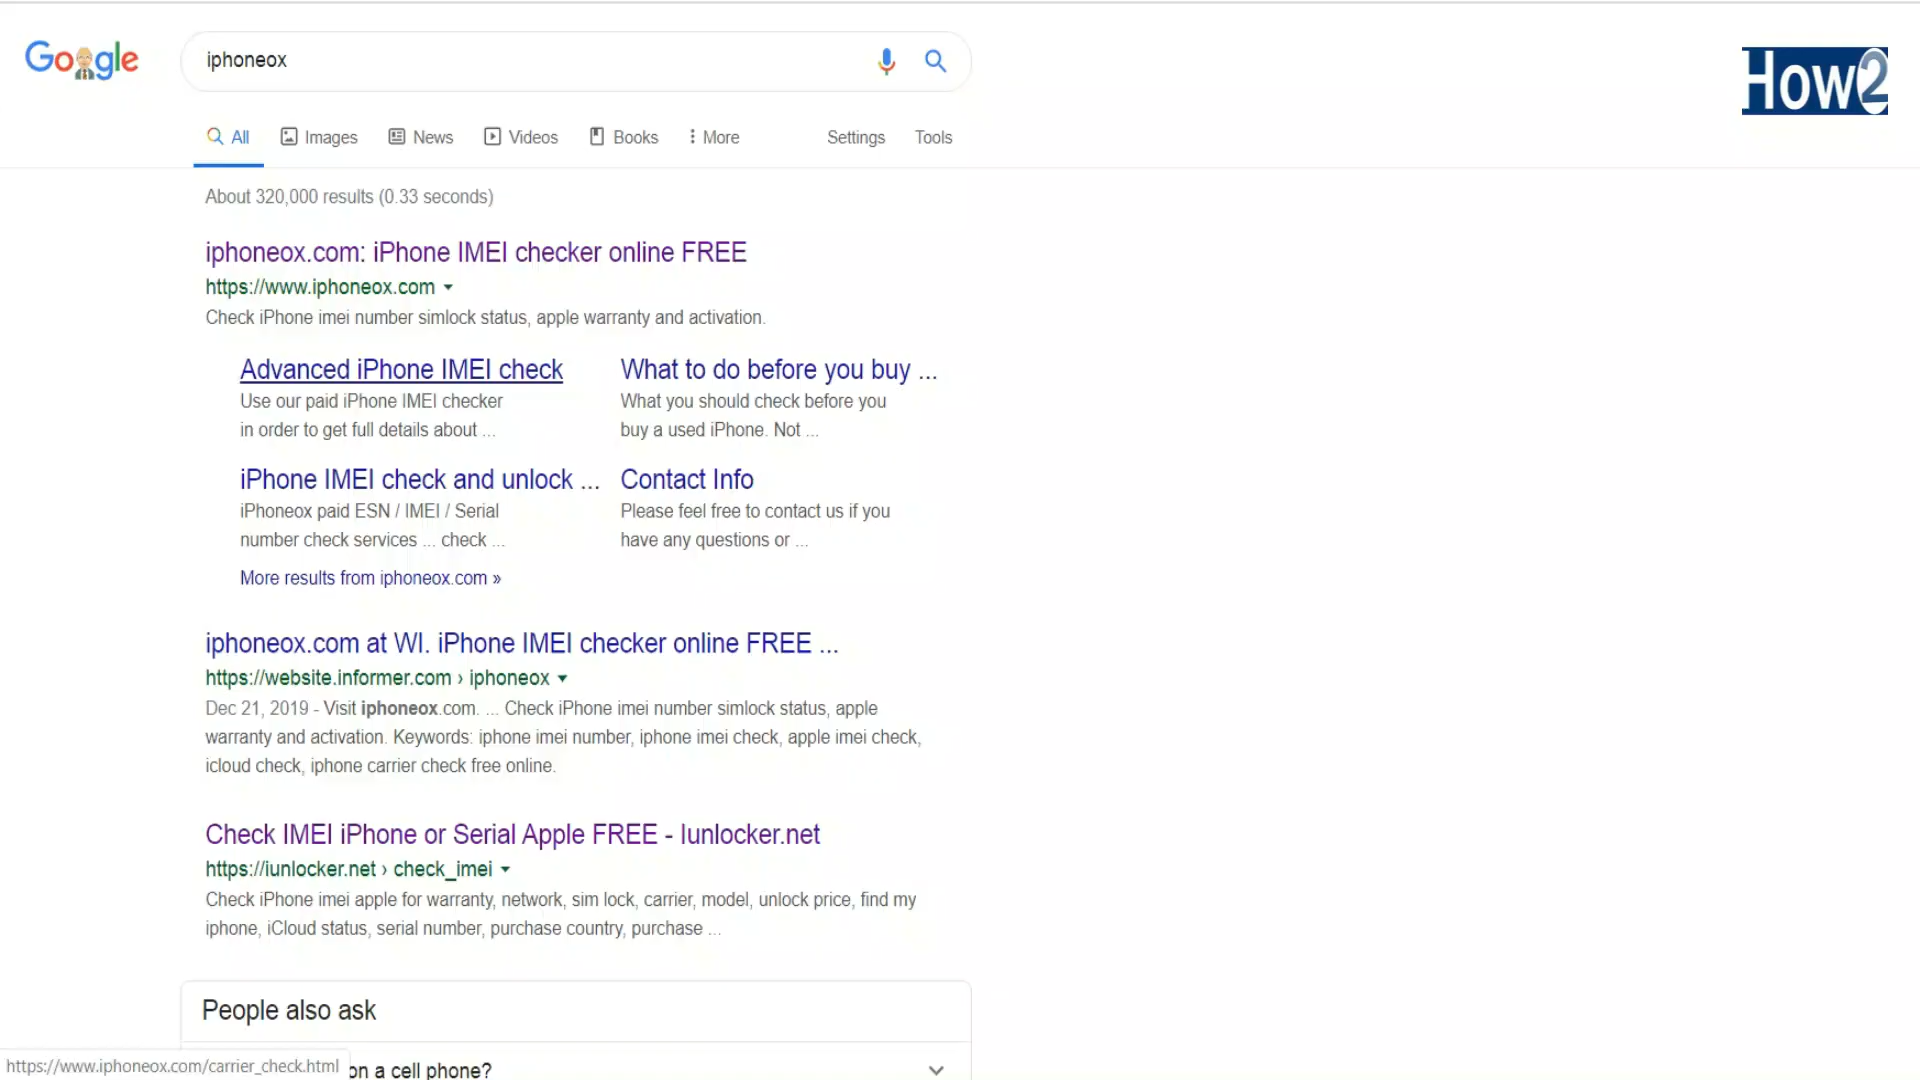 Google
iphoneox
How2
All Images News Videos Books More Settings Tools
About 320,000 results (0.33 seconds)
iphoneox.com: iPhone IMEI checker online FREE
https://www.iphoneox.com
Check iPhone imei number simlock status, apple warranty and activation.
Advanced iPhone IMEI check
Use our paid iPhone IMEI checker
in order to get full details about ...
What to do before you buy ...
What you should check before you
buy a used iPhone. Not ...
iPhone IMEI check and unlock ...
iPhoneox paid ESN / IMEI / Serial
number check services ... check ...
Contact Info
Please feel free to contact us if you
have any questions or ...
More results from iphoneox.com »
iphoneox.com at WI. iPhone IMEI checker online FREE ...
https://website.informer.com › iphoneox
Dec 21, 2019 - Visit iphoneox.com. ... Check iPhone imei number simlock status, apple
warranty and activation. Keywords: iphone imei number, iphone imei check, apple imei check,
icloud check, iphone carrier check free online.
Check IMEI iPhone or Serial Apple FREE - Iunlocker.net
https://iunlocker.net › check_imei
Check iPhone imei apple for warranty, network, sim lock, carrier, model, unlock price, find my
iphone, iCloud status, serial number, purchase country, purchase ...
People also ask
on a cell phone?
https://www.iphoneox.com/carrier_check.html